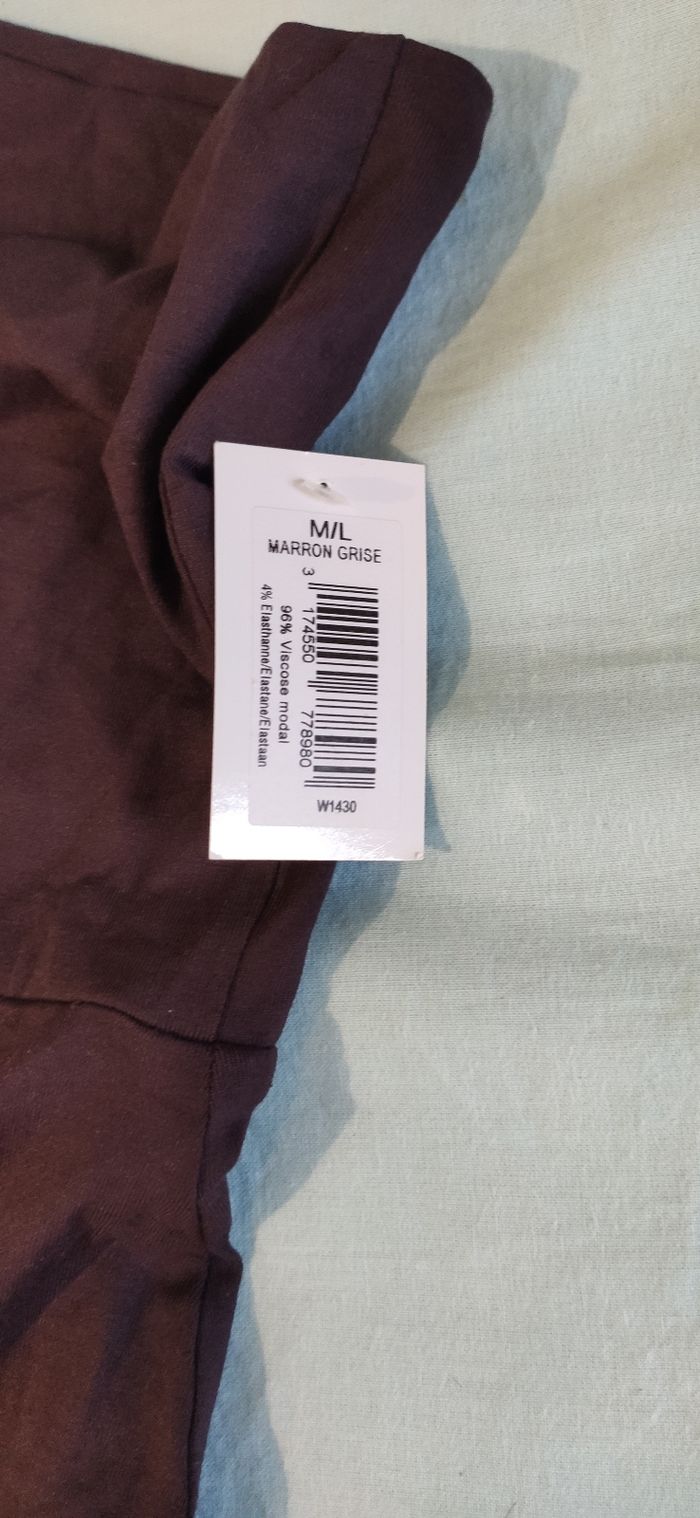 M/L
MARRON GRISE
3 174550 778980
96% Viscose modal
4% Elasthanne/Elastane/Elastaan
W1430